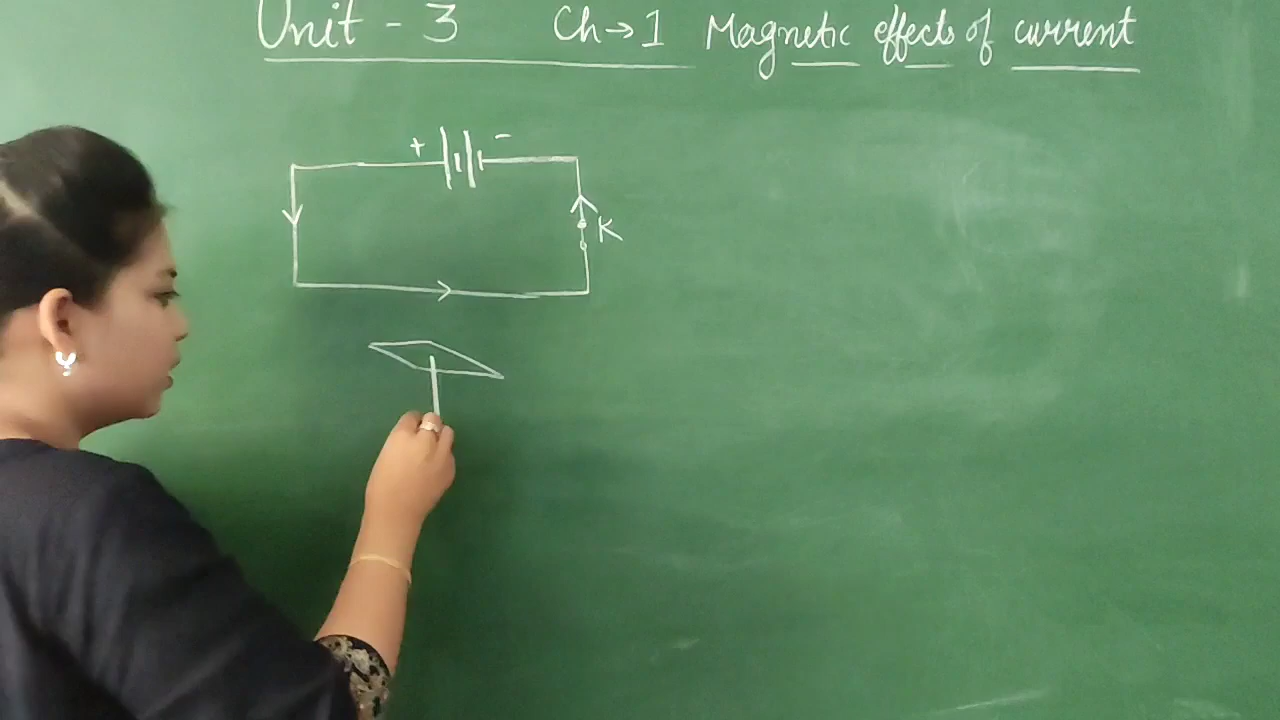 Unit - 3 Ch→1 Magnetic effects of current
+ -
K